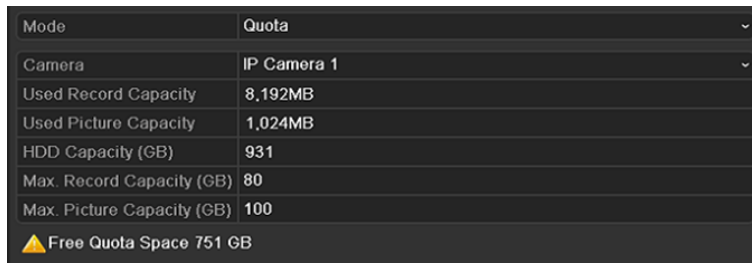 Mode Quota
Camera IP Camera 1
Used Record Capacity 8,192MB
Used Picture Capacity 1,024MB
HDD Capacity (GB) 931
Max. Record Capacity (GB) 80
Max. Picture Capacity (GB) 100
Free Quota Space 751 GB